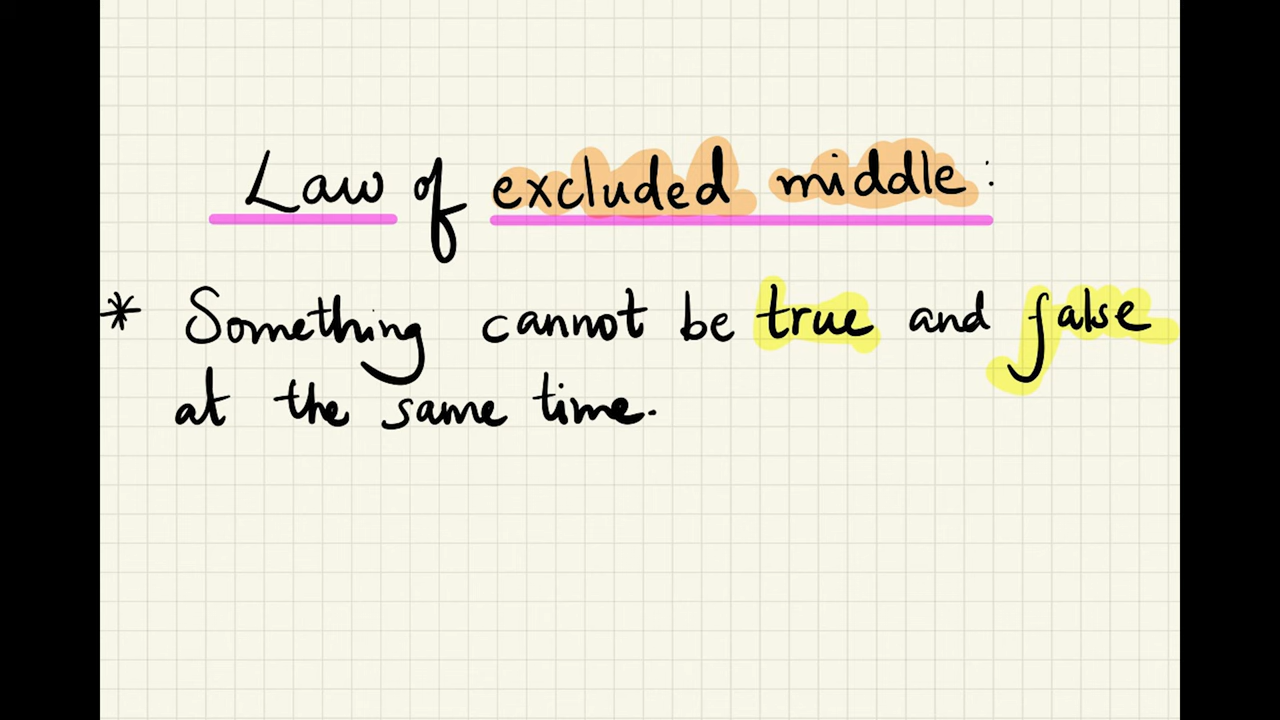 Law of excluded middle:
* Something cannot be true and false
at the same time.